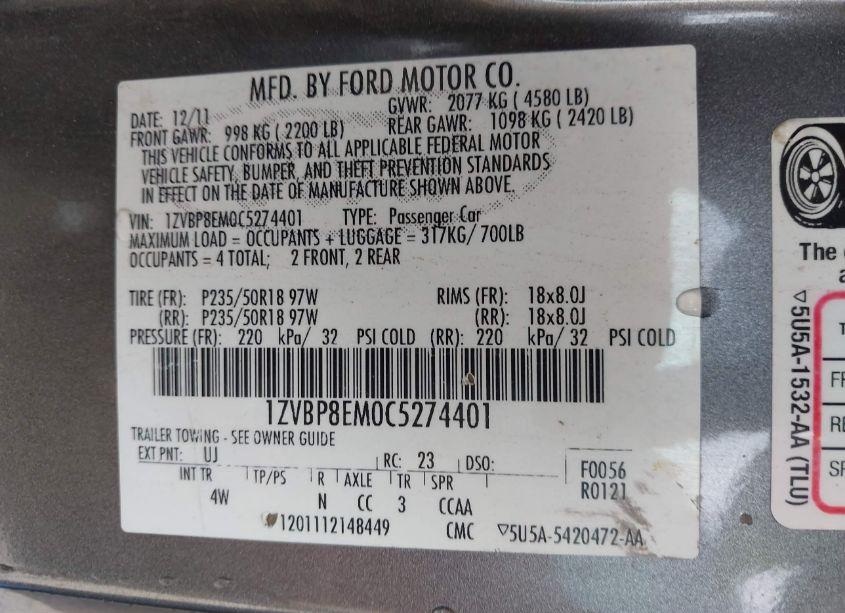 MFD. BY FORD MOTOR CO.
DATE: 12/11 GVWR: 2077 KG ( 4580 LB)
FRONT GAWR: 998 KG ( 2200 LB) REAR GAWR: 1098 KG ( 2420 LB)
THIS VEHICLE CONFORMS TO ALL APPLICABLE FEDERAL MOTOR
VEHICLE SAFETY, BUMPER, AND THEFT PREVENTION STANDARDS
IN EFFECT ON THE DATE OF MANUFACTURE SHOWN ABOVE.
VIN: 1ZVBP8EM0C5274401 TYPE: Passenger Car
MAXIMUM LOAD = OCCUPANTS + LUGGAGE = 317KG/ 700LB
OCCUPANTS = 4 TOTAL; 2 FRONT, 2 REAR
TIRE (FR): P235/50R18 97W RIMS (FR): 18x8.0J
(RR): P235/50R18 97W (RR): 18x8.0J
PRESSURE (FR): 220 kPa/ 32 PSI COLD (RR): 220 kPa/ 32 PSI COLD
1ZVBP8EM0C5274401
TRAILER TOWING - SEE OWNER GUIDE
EXT PNT: UJ RC: 23 DSO: F0056
INT TR TP/PS R AXLE TR SPR R0121
4W N CC 3 CCAA
1201112148449 CMC ▽5U5A-5420472-AA
The
▽5U5A-1532-AA (TLU)